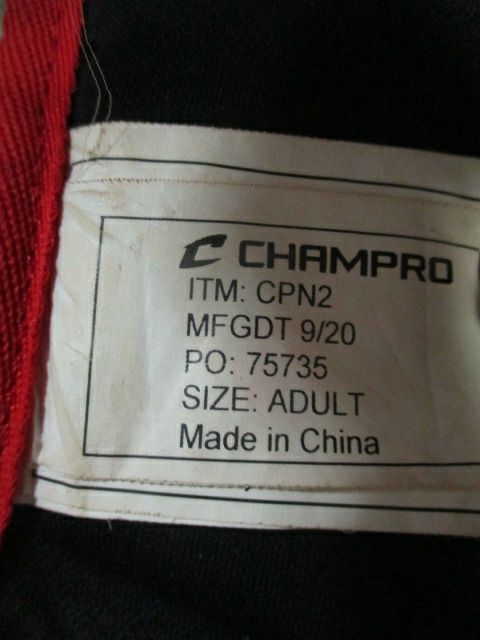 CHAMPRO
ITM: CPN2
MFGDT 9/20
PO: 75735
SIZE: ADULT
Made in China